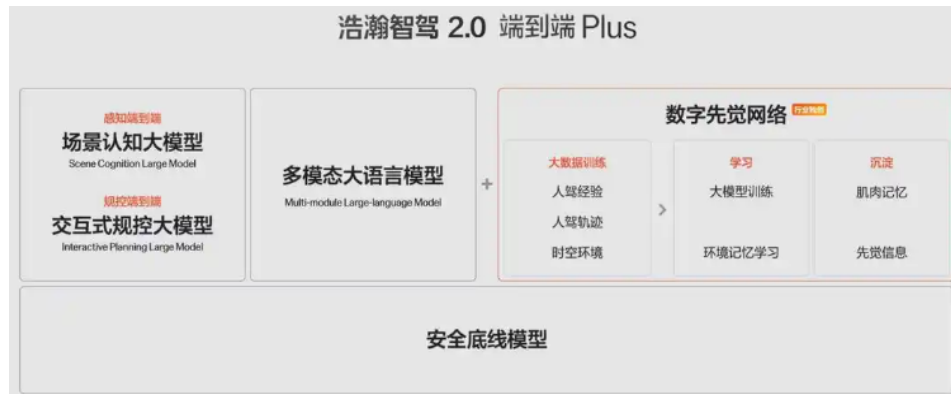 浩瀚智驾 2.0 端到端 Plus
感知端到端
场景认知大模型
Scene Cognition Large Model
规控端到端
交互式规控大模型
Interactive Planning Large Model
多模态大语言模型
Multi-module Large-language Model
+
数字先觉网络
大数据训练
人驾经验
人驾轨迹
时空环境
学习
大模型训练
环境记忆学习
沉淀
肌肉记忆
先觉信息
安全底线模型